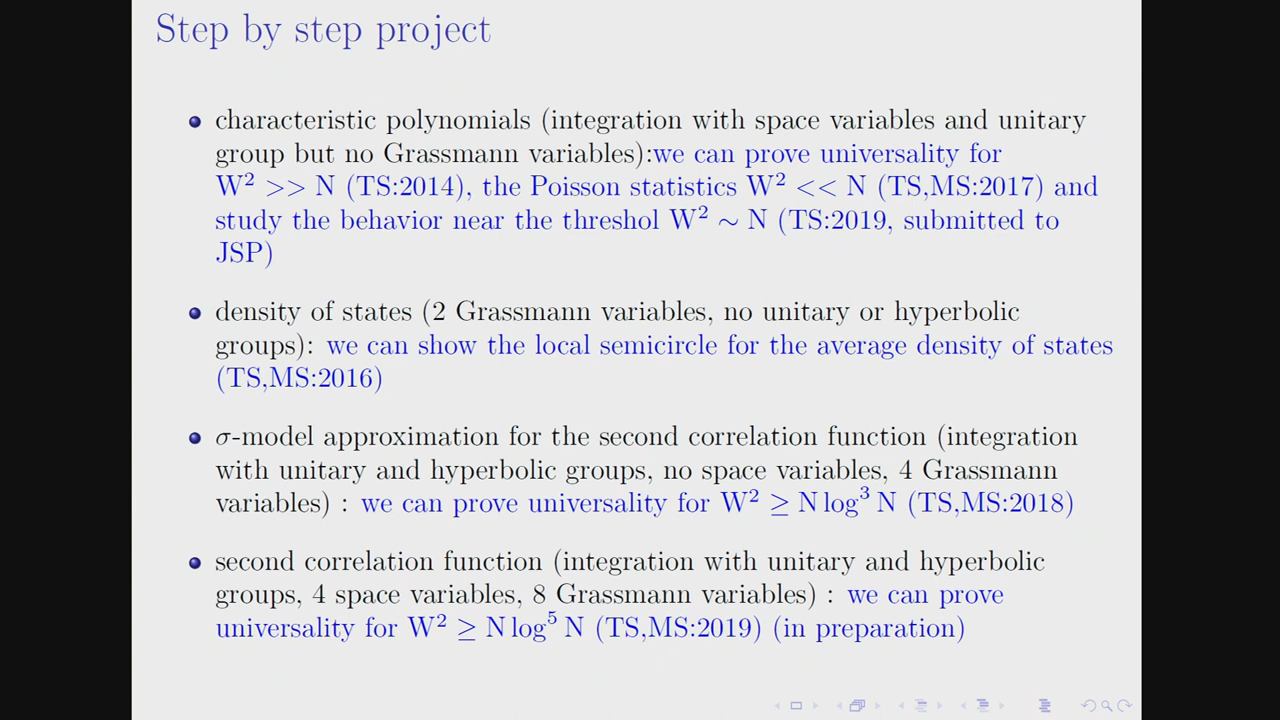 Step by step project
characteristic polynomials (integration with space variables and unitary
group but no Grassmann variables):we can prove universality for
W² >> N (TS:2014), the Poisson statistics W² << N (TS,MS:2017) and
study the behavior near the threshol W² ∼ N (TS:2019, submitted to
JSP)
density of states (2 Grassmann variables, no unitary or hyperbolic
groups): we can show the local semicircle for the average density of states
(TS,MS:2016)
σ-model approximation for the second correlation function (integration
with unitary and hyperbolic groups, no space variables, 4 Grassmann
variables) : we can prove universality for W² ≥ N log³ N (TS,MS:2018)
second correlation function (integration with unitary and hyperbolic
groups, 4 space variables, 8 Grassmann variables) : we can prove
universality for W² ≥ N log⁵ N (TS,MS:2019) (in preparation)